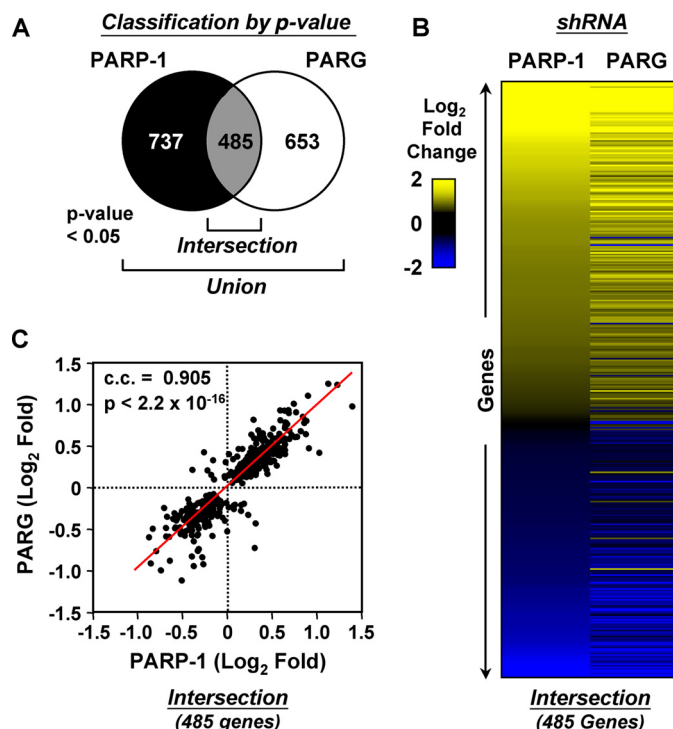 A
Classification by p-value
PARP-1
PARG
737
485
653
p-value
< 0.05
Intersection
Union
B
shRNA
PARP-1
PARG
Log2
Fold
Change
2
0
-2
Genes
Intersection
(485 Genes)
C
c.c. = 0.905
p < 2.2 x 10-16
PARG (Log2 Fold)
1.5
1.0
0.5
0
-0.5
-1.0
-1.5
-1.5 -1.0 -0.5 0 0.5 1.0 1.5
PARP-1 (Log2 Fold)
Intersection
(485 genes)